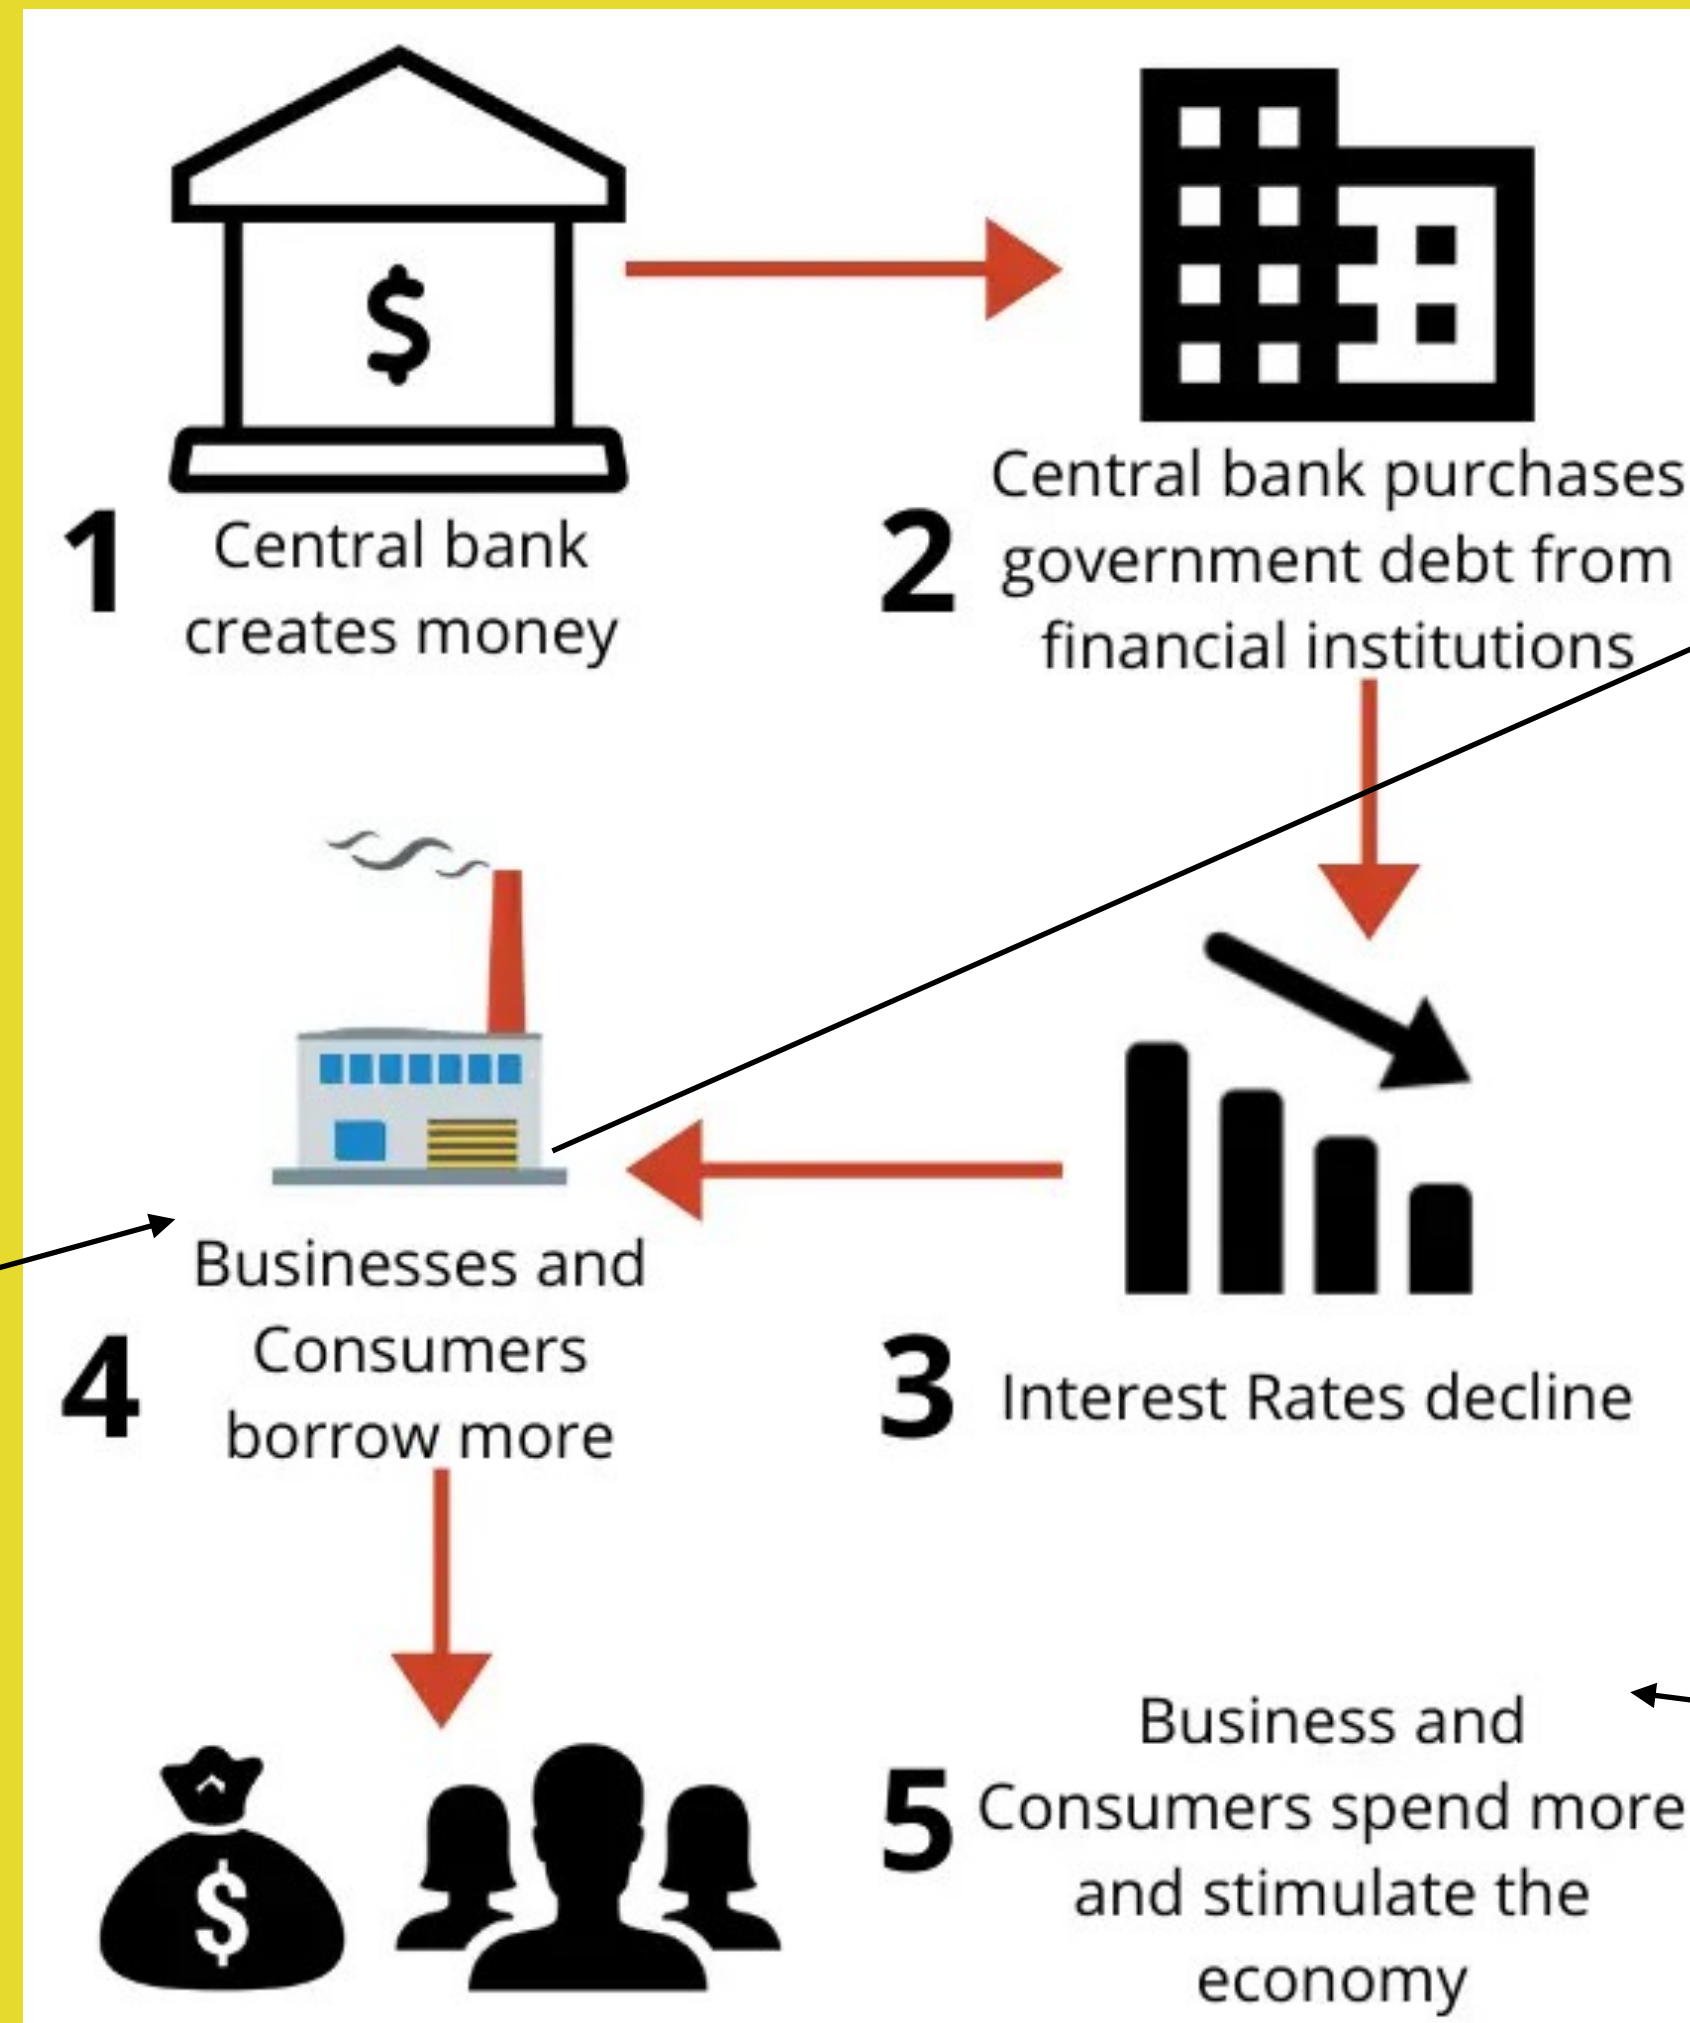 $
1
Central bank
creates money
2
Central bank purchases
government debt from
financial institutions
3
Interest Rates decline
4
Businesses and
Consumers
borrow more
$
5
Business and
Consumers spend more
and stimulate the
economy